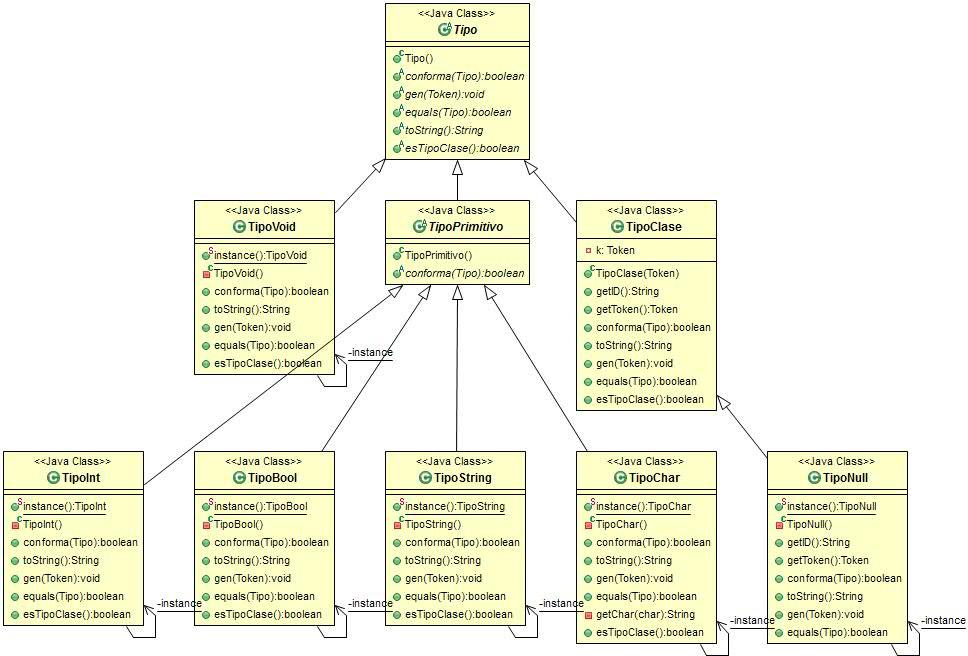 <<Java Class>>
Tipo
Tipo()
conforma(Tipo):boolean
gen(Token):void
equals(Tipo):boolean
toString():String
esTipoClase():boolean
<<Java Class>>
TipoVoid
instance():TipoVoid
TipoVoid()
conforma(Tipo):boolean
toString():String
gen(Token):void
equals(Tipo):boolean
esTipoClase():boolean
-instance
<<Java Class>>
TipoPrimitivo
TipoPrimitivo()
conforma(Tipo):boolean
<<Java Class>>
TipoClase
k: Token
TipoClase(Token)
getID():String
getToken():Token
conforma(Tipo):boolean
toString():String
gen(Token):void
equals(Tipo):boolean
esTipoClase():boolean
<<Java Class>>
TipoInt
instance():TipoInt
TipoInt()
conforma(Tipo):boolean
toString():String
gen(Token):void
equals(Tipo):boolean
esTipoClase():boolean
-instance
<<Java Class>>
TipoBool
instance():TipoBool
TipoBool()
conforma(Tipo):boolean
toString():String
gen(Token):void
equals(Tipo):boolean
esTipoClase():boolean
-instance
<<Java Class>>
TipoString
instance():TipoString
TipoString()
conforma(Tipo):boolean
toString():String
gen(Token):void
equals(Tipo):boolean
esTipoClase():boolean
-instance
<<Java Class>>
TipoChar
instance():TipoChar
TipoChar()
conforma(Tipo):boolean
toString():String
gen(Token):void
equals(Tipo):boolean
getChar(char):String
esTipoClase():boolean
-instance
<<Java Class>>
TipoNull
instance():TipoNull
TipoNull()
getID():String
getToken():Token
conforma(Tipo):boolean
toString():String
gen(Token):void
equals(Tipo):boolean
-instance